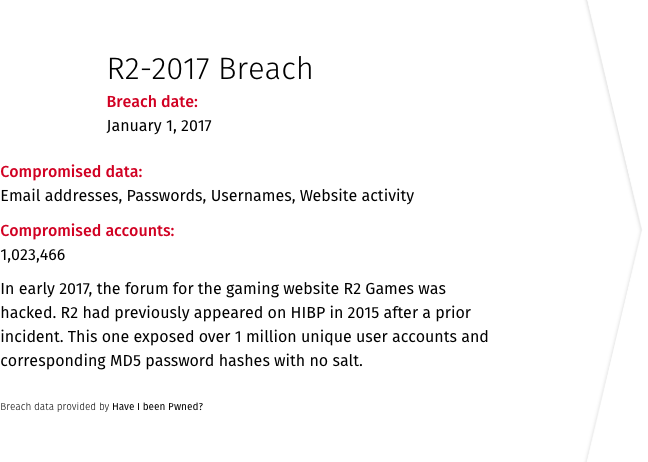 R2-2017 Breach
Breach date:
January 1, 2017
Compromised data:
Email addresses, Passwords, Usernames, Website activity
Compromised accounts:
1,023,466
In early 2017, the forum for the gaming website R2 Games was
hacked. R2 had previously appeared on HIBP in 2015 after a prior
incident. This one exposed over 1 million unique user accounts and
corresponding MD5 password hashes with no salt.
Breach data provided by Have I been Pwned?